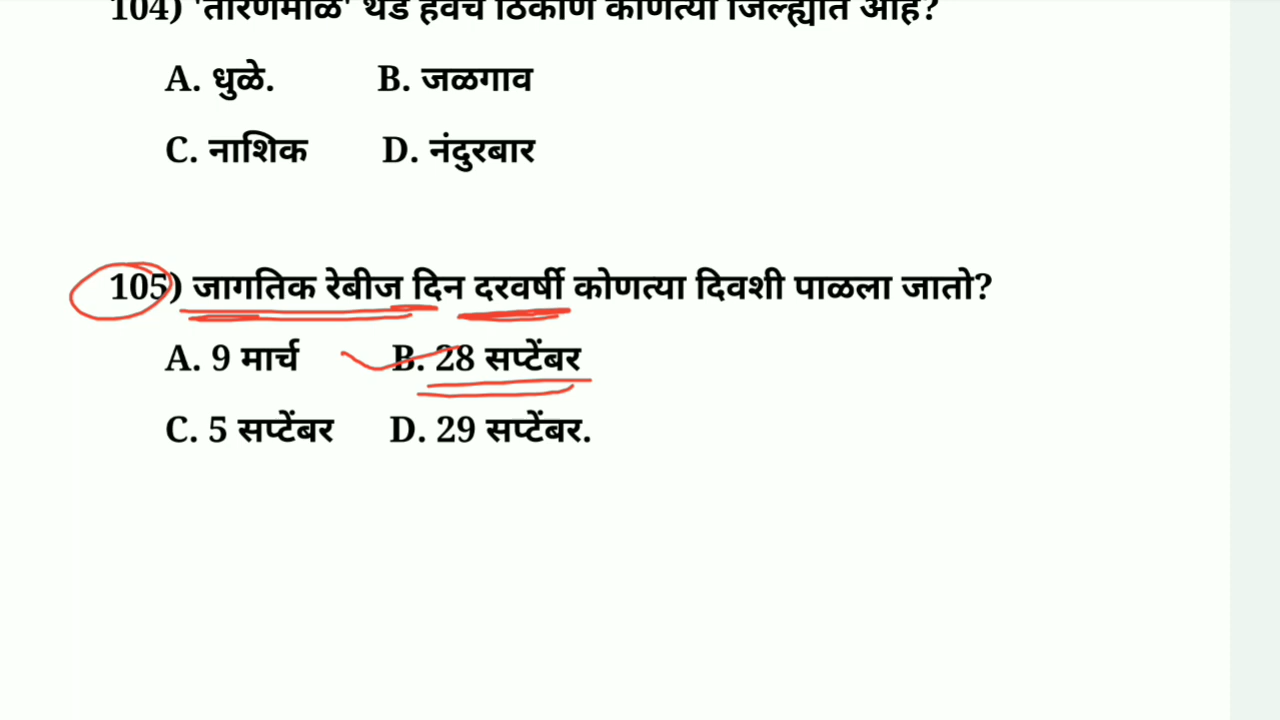 104) 'तोरणमाळ' थंड हवेचे ठिकाण कोणत्या जिल्ह्यात आहे?
A. धुळे. B. जळगाव
C. नाशिक D. नंदुरबार
105) जागतिक रेबीज दिन दरवर्षी कोणत्या दिवशी पाळला जातो?
A. 9 मार्च B. 28 सप्टेंबर
C. 5 सप्टेंबर D. 29 सप्टेंबर.